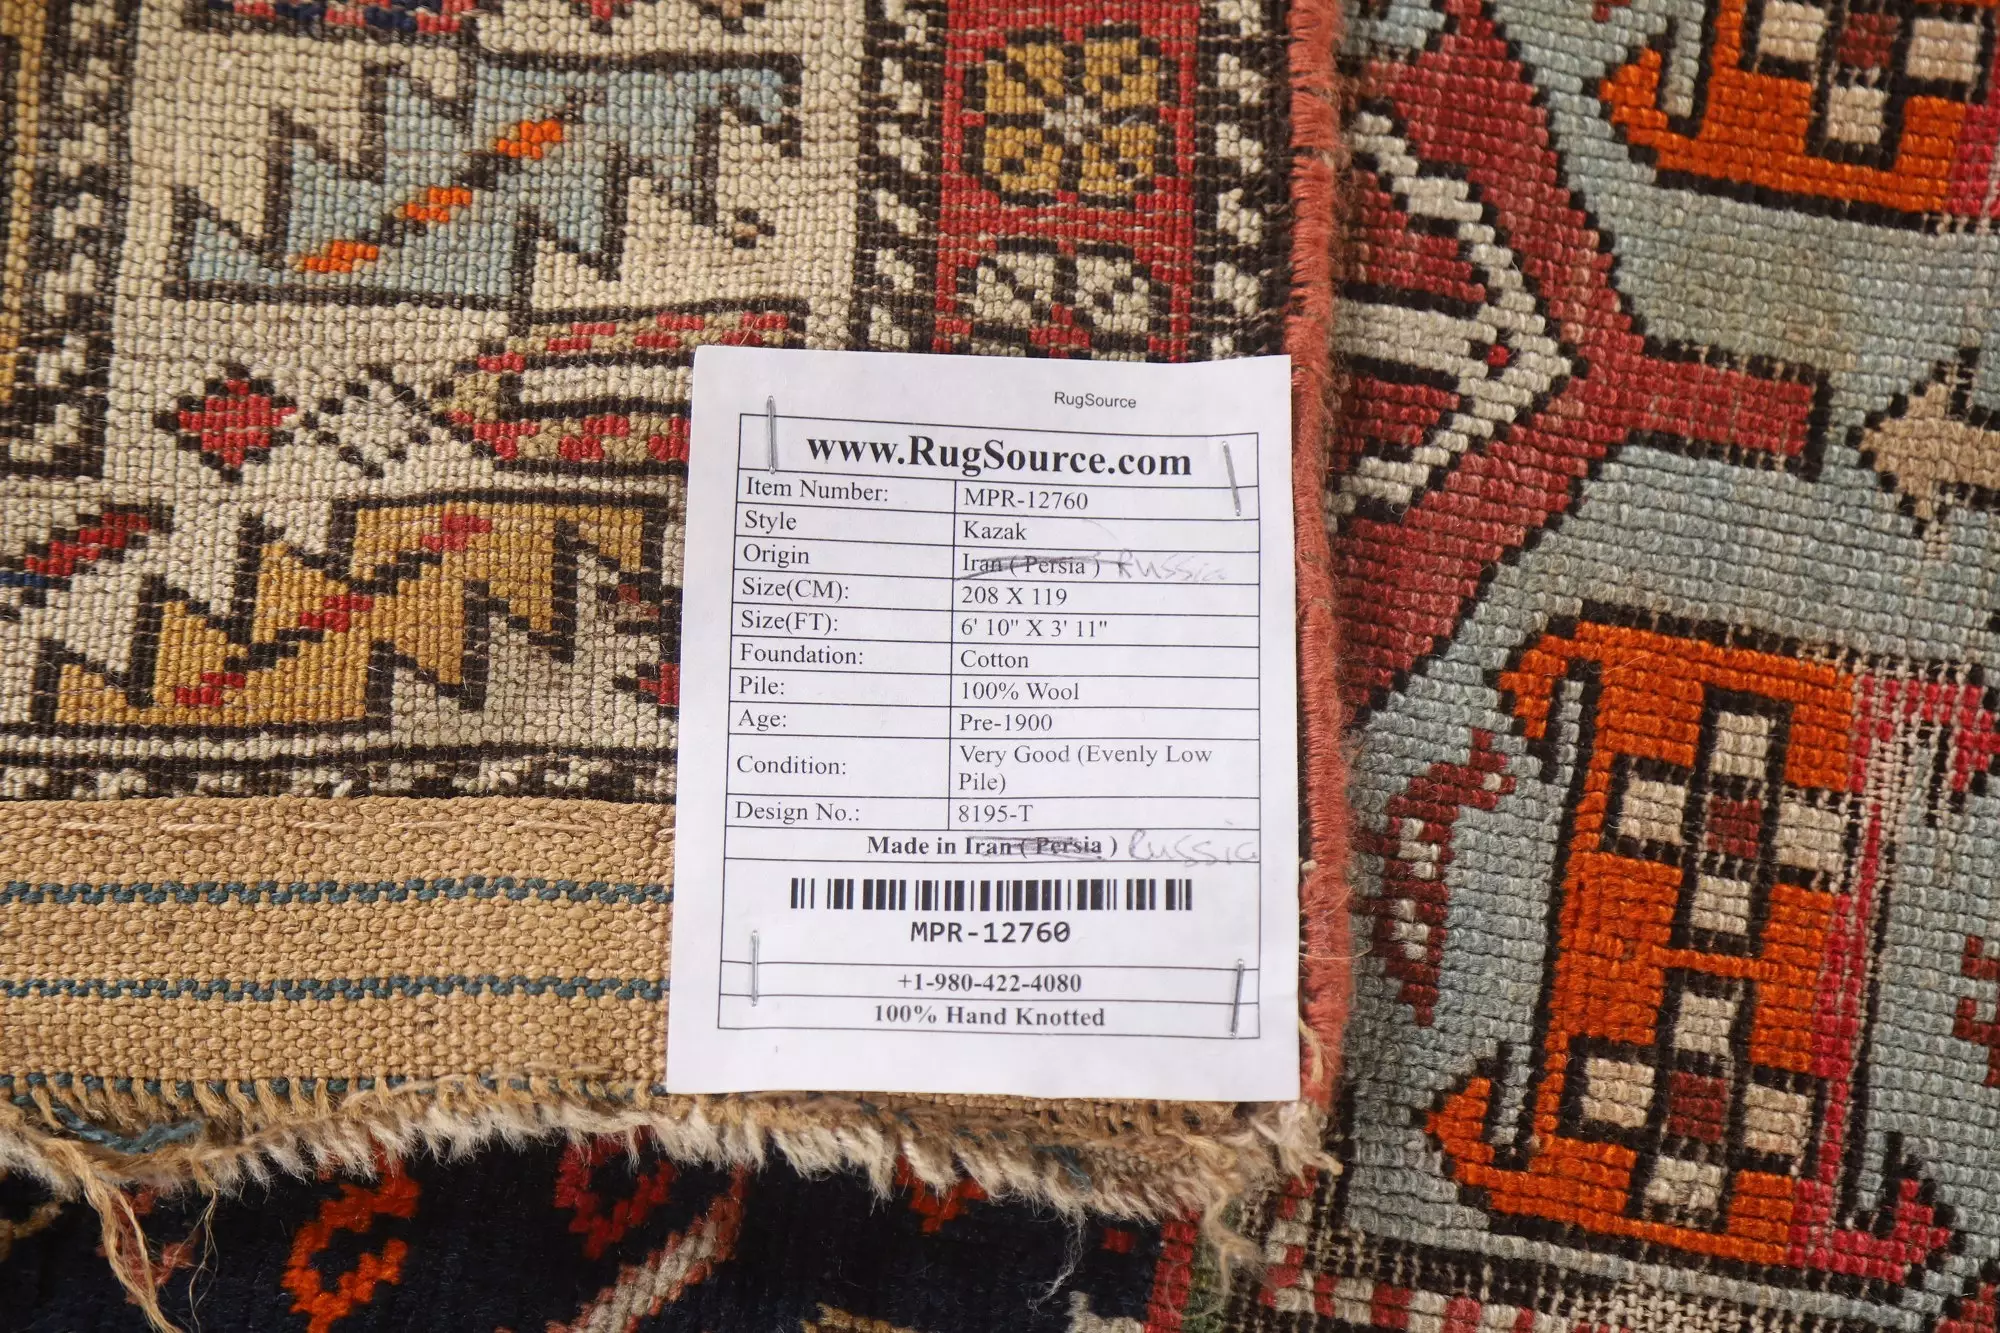 RugSource
www.RugSource.com
Item Number: MPR-12760
Style Kazak
Origin Iran ( Persia ) Russia
Size(CM): 208 X 119
Size(FT): 6' 10" X 3' 11"
Foundation: Cotton
Pile: 100% Wool
Age: Pre-1900
Condition: Very Good (Evenly Low
Pile)
Design No.: 8195-T
Made in Iran ( Persia ) Russia
MPR-12760
+1-980-422-4080
100% Hand Knotted